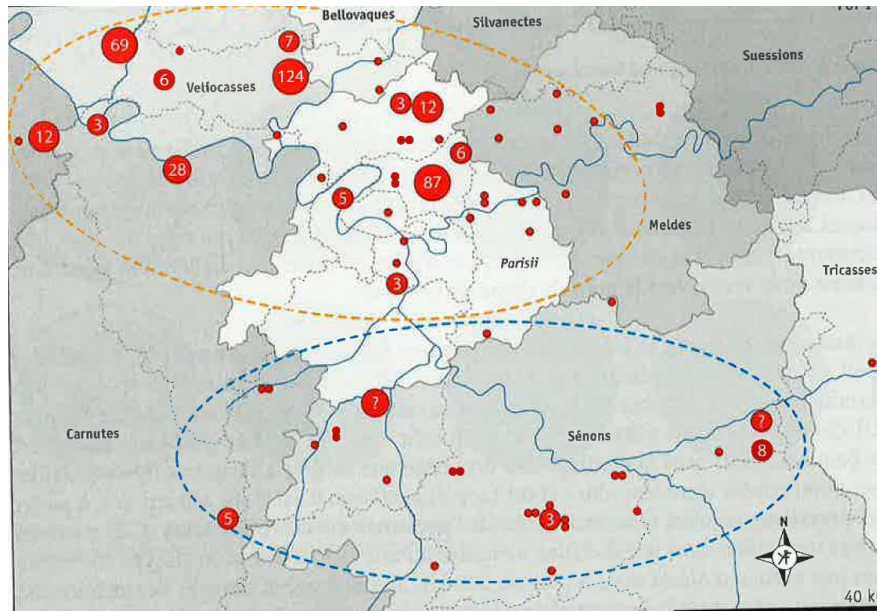 Bellovaques
Silvanectes
Suessions
69
7
6
124
Veliocasses
3
12
12
3
6
28
87
5
Meldes
Parisii
Tricasses
3
?
Carnutes
Sénons
?
8
5
3
N
40 k